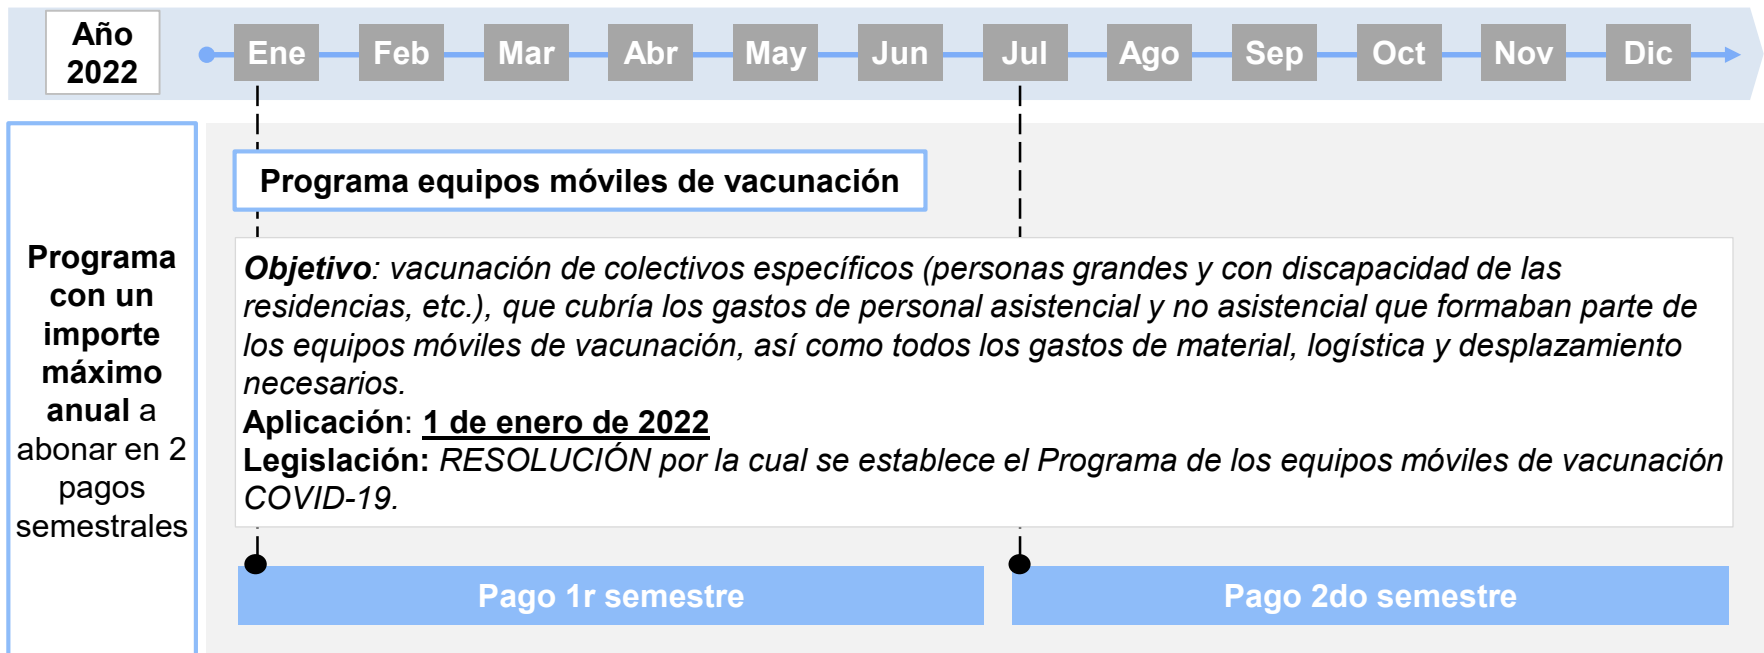 Año
2022
Ene Feb Mar Abr May Jun Jul Ago Sep Oct Nov Dic
Programa
con un
importe
máximo
anual a
abonar en 2
pagos
semestrales
Programa equipos móviles de vacunación
Objetivo: vacunación de colectivos específicos (personas grandes y con discapacidad de las
residencias, etc.), que cubría los gastos de personal asistencial y no asistencial que formaban parte de
los equipos móviles de vacunación, así como todos los gastos de material, logística y desplazamiento
necesarios.
Aplicación: 1 de enero de 2022
Legislación: RESOLUCIÓN por la cual se establece el Programa de los equipos móviles de vacunación
COVID-19.
Pago 1r semestre
Pago 2do semestre